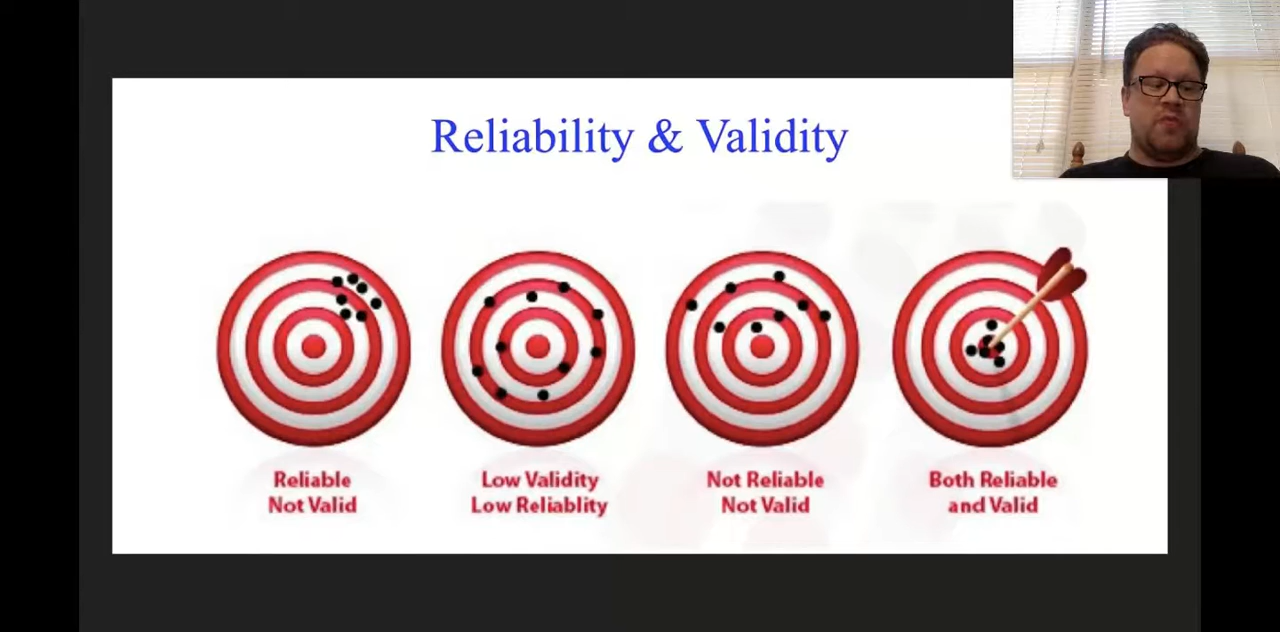 Reliability & Validity
Reliable
Not Valid
Low Validity
Low Reliablity
Not Reliable
Not Valid
Both Reliable
and Valid